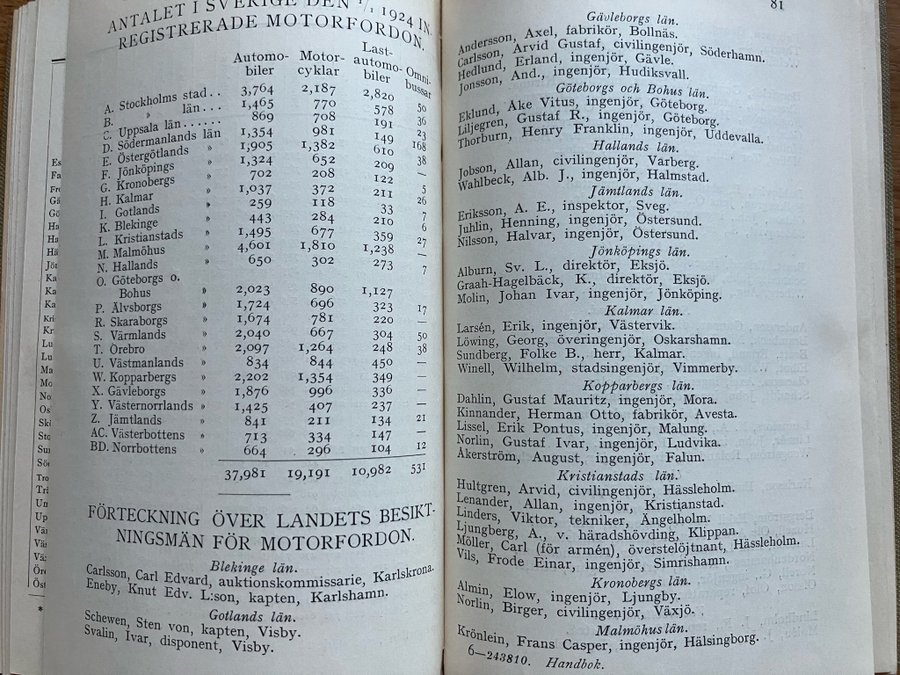 ANTALET I SVERIGE DEN 1/1 1924 IN-
REGISTRERADE MOTORFORDON.
Automo- Motor- Last- Omni-
biler cyklar automo- bussar
biler
A. Stockholms stad.. 3,764 2,187 2,820 50
B. » län... 1,465 770 578 36
C. Uppsala län...... 869 708 191 23
D. Södermanlands län 1,354 981 149 168
E. Östergötlands » 1,905 1,382 610 38
F. Jönköpings » 1,324 652 209 —
G. Kronobergs » 702 208 122 5
H. Kalmar » 1,037 372 211 26
I. Gotlands » 259 118 33 7
K. Blekinge » 443 284 210 6
L. Kristianstads » 1,495 677 359 27
M. Malmöhus » 4,601 1,810 1,238 —
N. Hallands » 650 302 273 7
O. Göteborgs o.
Bohus » 2,023 890 1,127
P. Älvsborgs » 1,724 696 323 17
R. Skaraborgs » 1,674 781 220 —
S. Värmlands » 2,040 667 304 50
T. Örebro » 2,097 1,264 248 38
U. Västmanlands » 834 844 450 —
W. Kopparbergs » 2,202 1,354 349 —
X. Gävleborgs » 1,876 996 336 —
Y. Västernorrlands » 1,425 407 237 —
Z. Jämtlands » 841 211 134 21
AC. Västerbottens » 713 334 147 —
BD. Norrbottens » 664 296 104 12
37,981 19,191 10,982 531
FÖRTECKNING ÖVER LANDETS BESIKT-
NINGSMÄN FÖR MOTORFORDON.
Blekinge län.
Carlsson, Carl Edvard, auktionskommissarie, Karlskrona.
Eneby, Knut Edv. L:son, kapten, Karlshamn.
Gotlands län.
Schewen, Sten von, kapten, Visby.
Svalin, Ivar, disponent, Visby.
81
Gävleborgs län.
Andersson, Axel, fabrikör, Bollnäs.
Carlsson, Arvid Gustaf, civilingenjör, Söderhamn.
Hedlund, Erland, ingenjör, Gävle.
Jonsson, And., ingenjör, Hudiksvall.
Göteborgs och Bohus län.
Eklund, Åke Vitus, ingenjör, Göteborg.
Liljegren, Gustaf R., ingenjör, Göteborg.
Thorburn, Henry Franklin, ingenjör, Uddevalla.
Hallands län.
Jobson, Allan, civilingenjör, Varberg.
Wahlbeck, Alb. J., ingenjör, Halmstad.
Jämtlands län.
Eriksson, A. E., inspektor, Sveg.
Juhlin, Henning, ingenjör, Östersund.
Nilsson, Halvar, ingenjör, Östersund.
Jönköpings län.
Alburn, Sv. L., direktör, Eksjö.
Graah-Hagelbäck, K., direktör, Eksjö.
Molin, Johan Ivar, ingenjör, Jönköping.
Kalmar län.
Larsén, Erik, ingenjör, Västervik.
Löwing, Georg, överingenjör, Oskarshamn.
Sundberg, Folke B., herr, Kalmar.
Winell, Wilhelm, stadsingenjör, Vimmerby.
Kopparbergs län.
Dahlin, Gustaf Mauritz, ingenjör, Mora.
Kinnander, Herman Otto, fabrikör, Avesta.
Lissel, Erik Pontus, ingenjör, Malung.
Norlin, Gustaf Ivar, ingenjör, Ludvika.
Åkerström, August, ingenjör, Falun.
Kristianstads län.
Hultgren, Arvid, civilingenjör, Hässleholm.
Lenander, Allan, ingenjör, Kristianstad.
Linders, Viktor, tekniker, Ängelholm.
Ljungberg, A., v. häradshövding, Klippan.
Möller, Carl (för armén), överstelöjtnant, Hässleholm.
Vils, Frode Einar, ingenjör, Simrishamn.
Kronobergs län.
Almin, Elow, ingenjör, Ljungby.
Norlin, Birger, civilingenjör, Växjö.
Malmöhus län.
Krönlein, Frans Casper, ingenjör, Hälsingborg.
6—243810. Handbok.